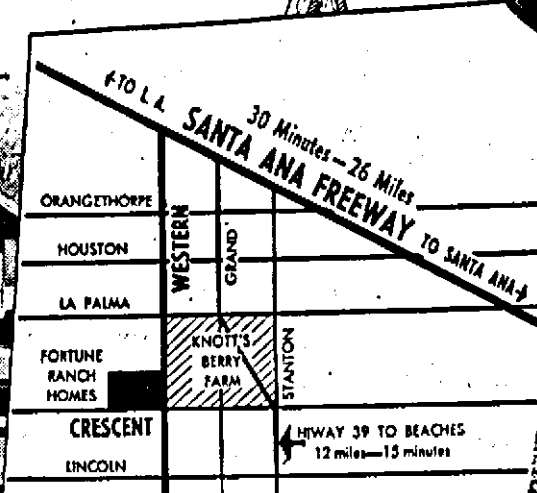 ←TO L. A.
30 Minutes — 26 Miles
SANTA ANA FREEWAY
TO SANTA ANA→
ORANGETHORPE
HOUSTON
WESTERN
GRAND
LA PALMA
KNOTT'S
BERRY
FARM
STANTON
FORTUNE
RANCH
HOMES
CRESCENT
HIWAY 39 TO BEACHES
12 miles—15 minutes
LINCOLN